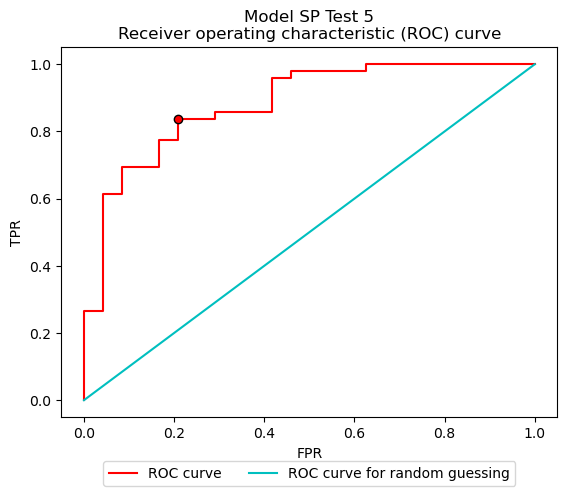 Model SP Test 5
Receiver operating characteristic (ROC) curve
1.0
0.8
0.6
0.4
0.2
0.0
TPR
0.0 0.2 0.4 0.6 0.8 1.0
FPR
ROC curve ROC curve for random guessing